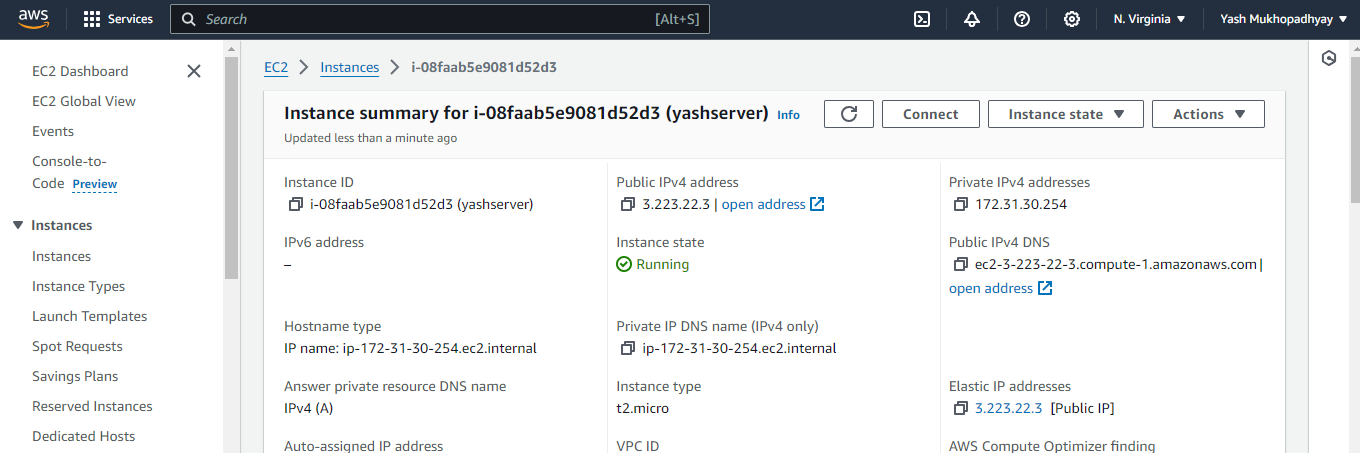 aws
Services
Search [Alt+S]
N. Virginia
Yash Mukhopadhyay
EC2 Dashboard
EC2 Global View
Events
Console-to-
Code Preview
Instances
Instances
Instance Types
Launch Templates
Spot Requests
Savings Plans
Reserved Instances
Dedicated Hosts
EC2 > Instances > i-08faab5e9081d52d3
Instance summary for i-08faab5e9081d52d3 (yashserver) Info
Updated less than a minute ago
Connect
Instance state
Actions
Instance ID
i-08faab5e9081d52d3 (yashserver)
Public IPv4 address
3.223.22.3 | open address
Private IPv4 addresses
172.31.30.254
IPv6 address
–
Instance state
Running
Public IPv4 DNS
ec2-3-223-22-3.compute-1.amazonaws.com |
open address
Hostname type
IP name: ip-172-31-30-254.ec2.internal
Private IP DNS name (IPv4 only)
ip-172-31-30-254.ec2.internal
Answer private resource DNS name
IPv4 (A)
Instance type
t2.micro
Elastic IP addresses
3.223.22.3 [Public IP]
Auto-assigned IP address
VPC ID
AWS Compute Optimizer finding